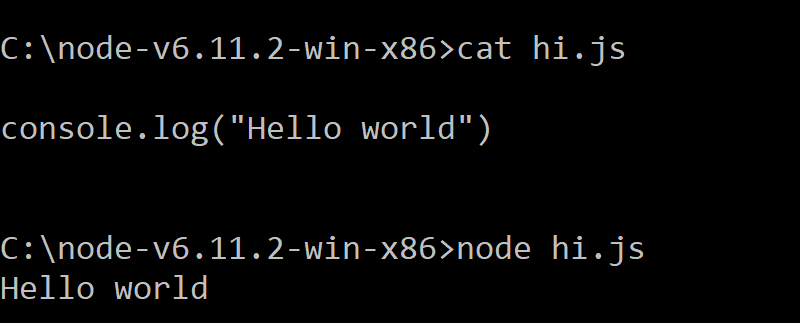 C:\node-v6.11.2-win-x86>cat hi.js
console.log("Hello world")
C:\node-v6.11.2-win-x86>node hi.js
Hello world